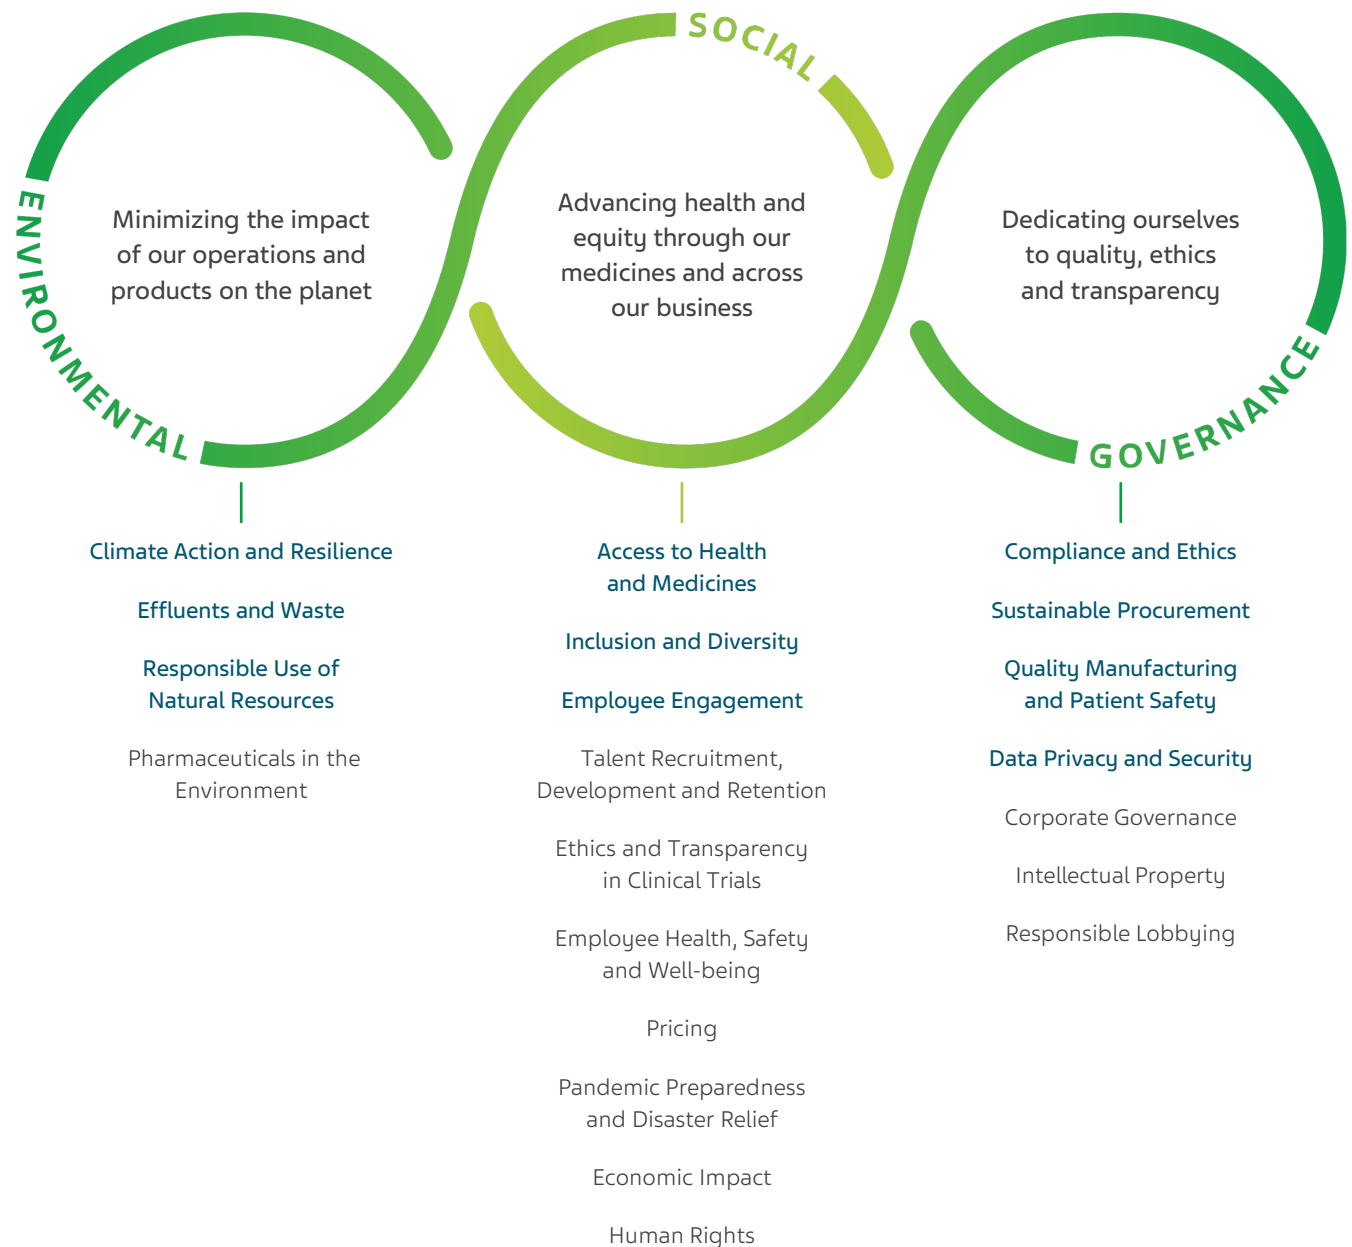 ENVIRONMENTAL
Minimizing the impact
of our operations and
products on the planet
Climate Action and Resilience
Effluents and Waste
Responsible Use of
Natural Resources
Pharmaceuticals in the
Environment
SOCIAL
Advancing health and
equity through our
medicines and across
our business
Access to Health
and Medicines
Inclusion and Diversity
Employee Engagement
Talent Recruitment,
Development and Retention
Ethics and Transparency
in Clinical Trials
Employee Health, Safety
and Well-being
Pricing
Pandemic Preparedness
and Disaster Relief
Economic Impact
Human Rights
GOVERNANCE
Dedicating ourselves
to quality, ethics
and transparency
Compliance and Ethics
Sustainable Procurement
Quality Manufacturing
and Patient Safety
Data Privacy and Security
Corporate Governance
Intellectual Property
Responsible Lobbying